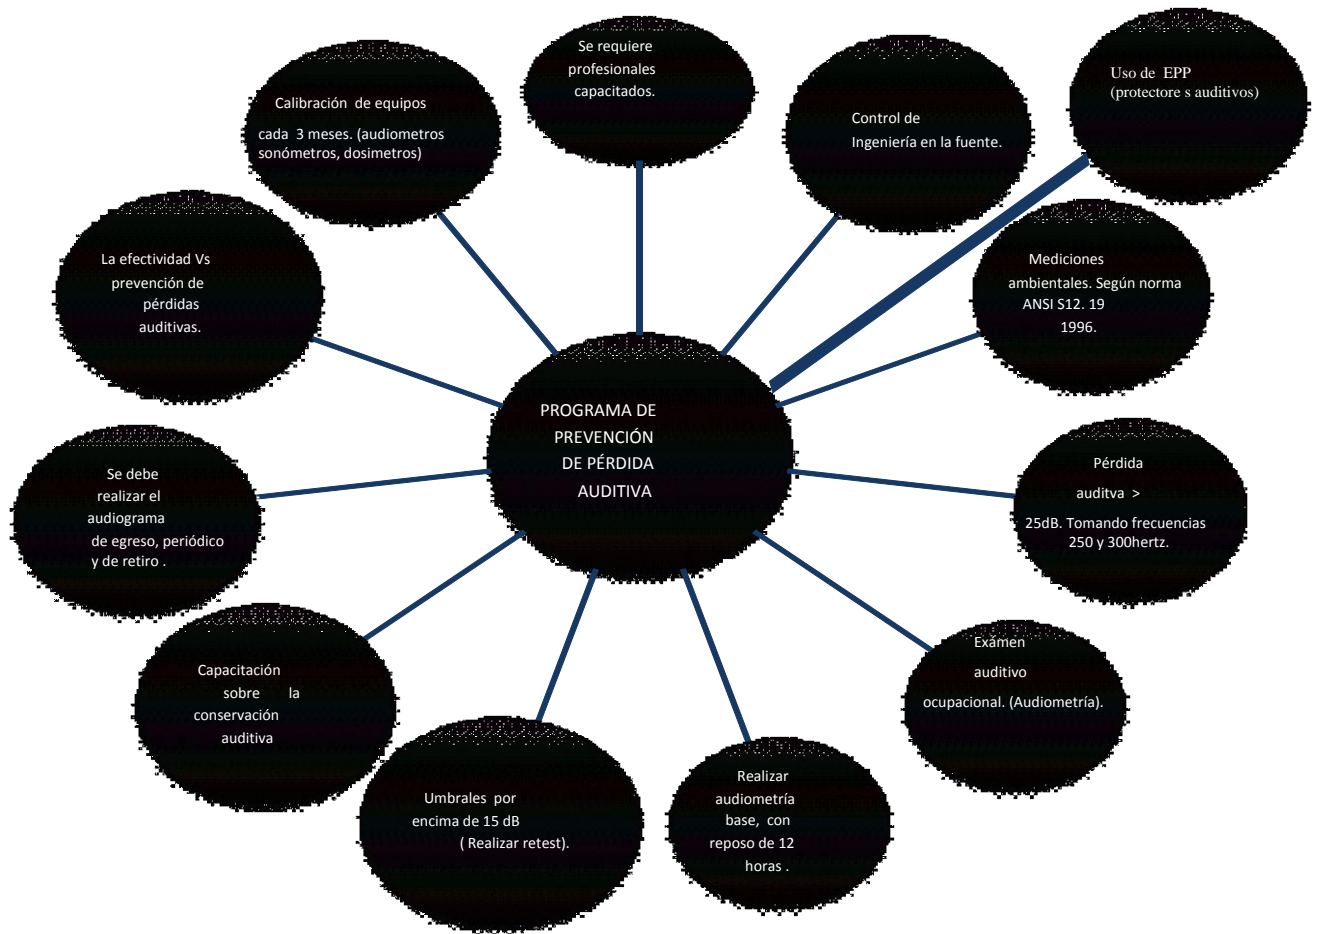 Se requiere
profesionales
capacitados.
Calibración de equipos
cada 3 meses. (audiometros
sonómetros, dosimetros)
Control de
Ingeniería en la fuente.
Uso de EPP
(protectore s auditivos)
La efectividad Vs
prevención de
pérdidas
auditivas.
Mediciones
ambientales. Según norma
ANSI S12. 19
1996.
PROGRAMA DE
PREVENCIÓN
DE PÉRDIDA
AUDITIVA
Se debe
realizar el
audiograma
de egreso, periódico
y de retiro .
Pérdida
auditva >
25dB. Tomando frecuencias
250 y 300hertz.
Capacitación
sobre la
conservación
auditiva
Exámen
auditivo
ocupacional. (Audiometría).
Umbrales por
encima de 15 dB
( Realizar retest).
Realizar
audiometría
base, con
reposo de 12
horas .